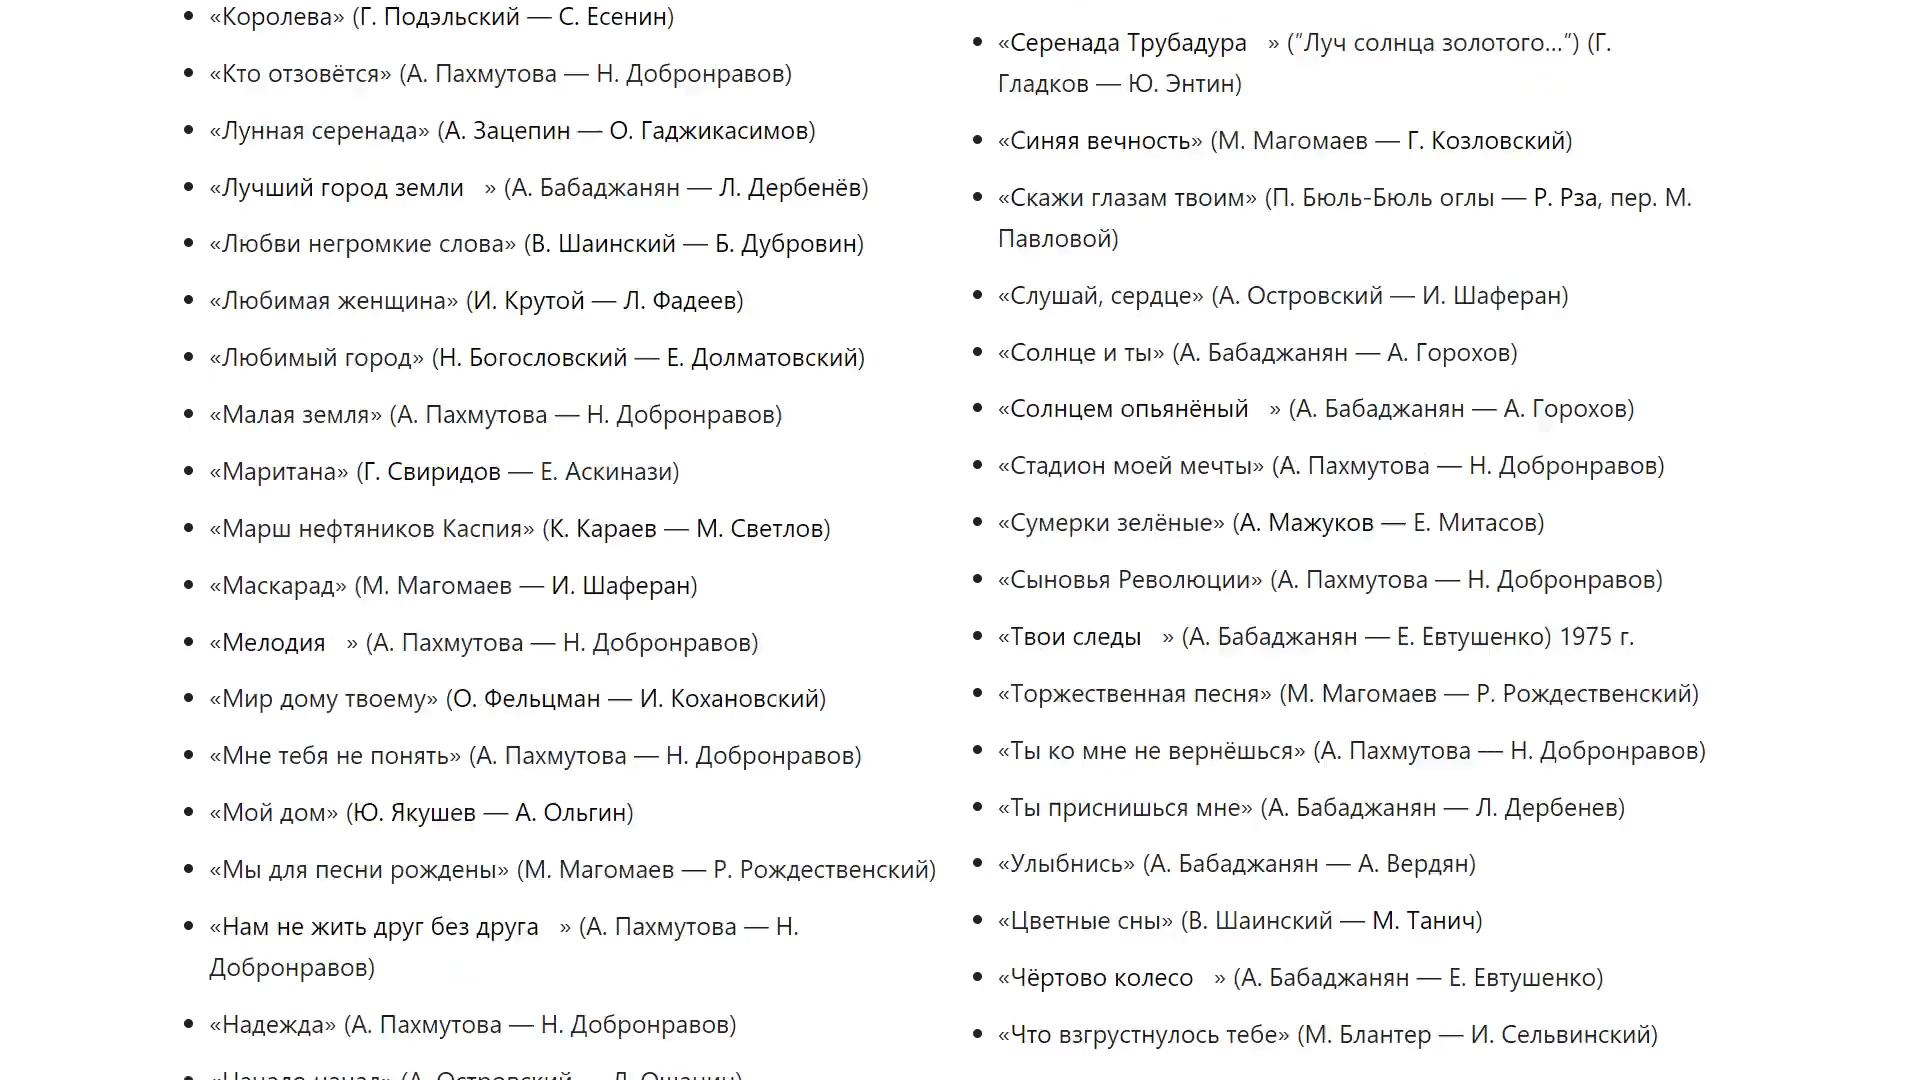 «Королева» (Г. Подэльский — С. Есенин)
«Кто отзовётся» (А. Пахмутова — Н. Добронравов)
«Лунная серенада» (А. Зацепин — О. Гаджикасимов)
«Лучший город земли » (А. Бабаджанян — Л. Дербенёв)
«Любви негромкие слова» (В. Шаинский — Б. Дубровин)
«Любимая женщина» (И. Крутой — Л. Фадеев)
«Любимый город» (Н. Богословский — Е. Долматовский)
«Малая земля» (А. Пахмутова — Н. Добронравов)
«Маритана» (Г. Свиридов — Е. Аскинази)
«Марш нефтяников Каспия» (К. Караев — М. Светлов)
«Маскарад» (М. Магомаев — И. Шаферан)
«Мелодия » (А. Пахмутова — Н. Добронравов)
«Мир дому твоему» (О. Фельцман — И. Кохановский)
«Мне тебя не понять» (А. Пахмутова — Н. Добронравов)
«Мой дом» (Ю. Якушев — А. Ольгин)
«Мы для песни рождены» (М. Магомаев — Р. Рождественский)
«Нам не жить друг без друга » (А. Пахмутова — Н.
Добронравов)
«Надежда» (А. Пахмутова — Н. Добронравов)
«Начало начал» (А. Островский — Л. Ошанин)
«Серенада Трубадура » ("Луч солнца золотого...") (Г.
Гладков — Ю. Энтин)
«Синяя вечность» (М. Магомаев — Г. Козловский)
«Скажи глазам твоим» (П. Бюль-Бюль оглы — Р. Рза, пер. М.
Павловой)
«Слушай, сердце» (А. Островский — И. Шаферан)
«Солнце и ты» (А. Бабаджанян — А. Горохов)
«Солнцем опьянёный » (А. Бабаджанян — А. Горохов)
«Стадион моей мечты» (А. Пахмутова — Н. Добронравов)
«Сумерки зелёные» (А. Мажуков — Е. Митасов)
«Сыновья Революции» (А. Пахмутова — Н. Добронравов)
«Твои следы » (А. Бабаджанян — Е. Евтушенко) 1975 г.
«Торжественная песня» (М. Магомаев — Р. Рождественский)
«Ты ко мне не вернёшься» (А. Пахмутова — Н. Добронравов)
«Ты приснишься мне» (А. Бабаджанян — Л. Дербенев)
«Улыбнись» (А. Бабаджанян — А. Вердян)
«Цветные сны» (В. Шаинский — М. Танич)
«Чёртово колесо » (А. Бабаджанян — Е. Евтушенко)
«Что взгрустнулось тебе» (М. Блантер — И. Сельвинский)